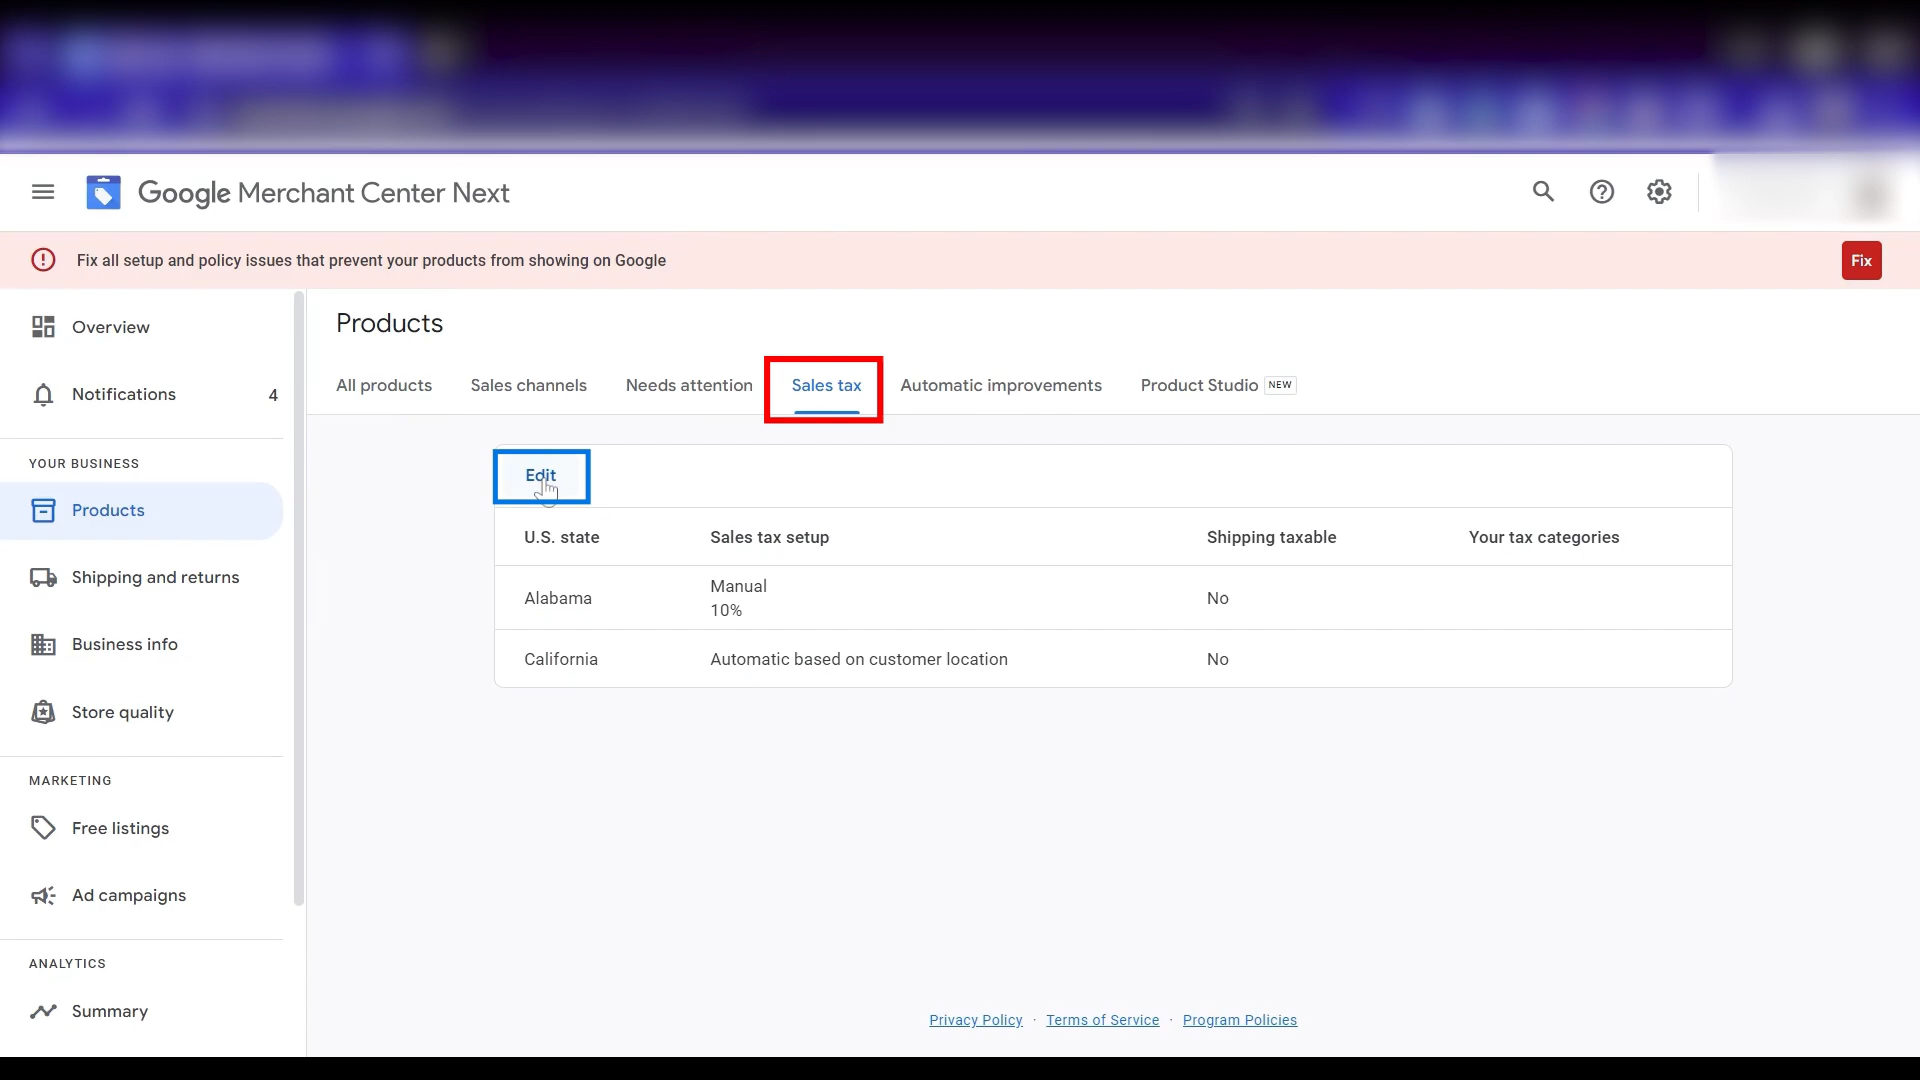 Google Merchant Center Next
Fix all setup and policy issues that prevent your products from showing on Google
Fix
Overview
Notifications 4
YOUR BUSINESS
Products
Shipping and returns
Business info
Store quality
MARKETING
Free listings
Ad campaigns
ANALYTICS
Summary
Products
All products Sales channels Needs attention Sales tax Automatic improvements Product Studio NEW
Edit
U.S. state Sales tax setup Shipping taxable Your tax categories
Alabama Manual No
10%
California Automatic based on customer location No
Privacy Policy · Terms of Service · Program Policies